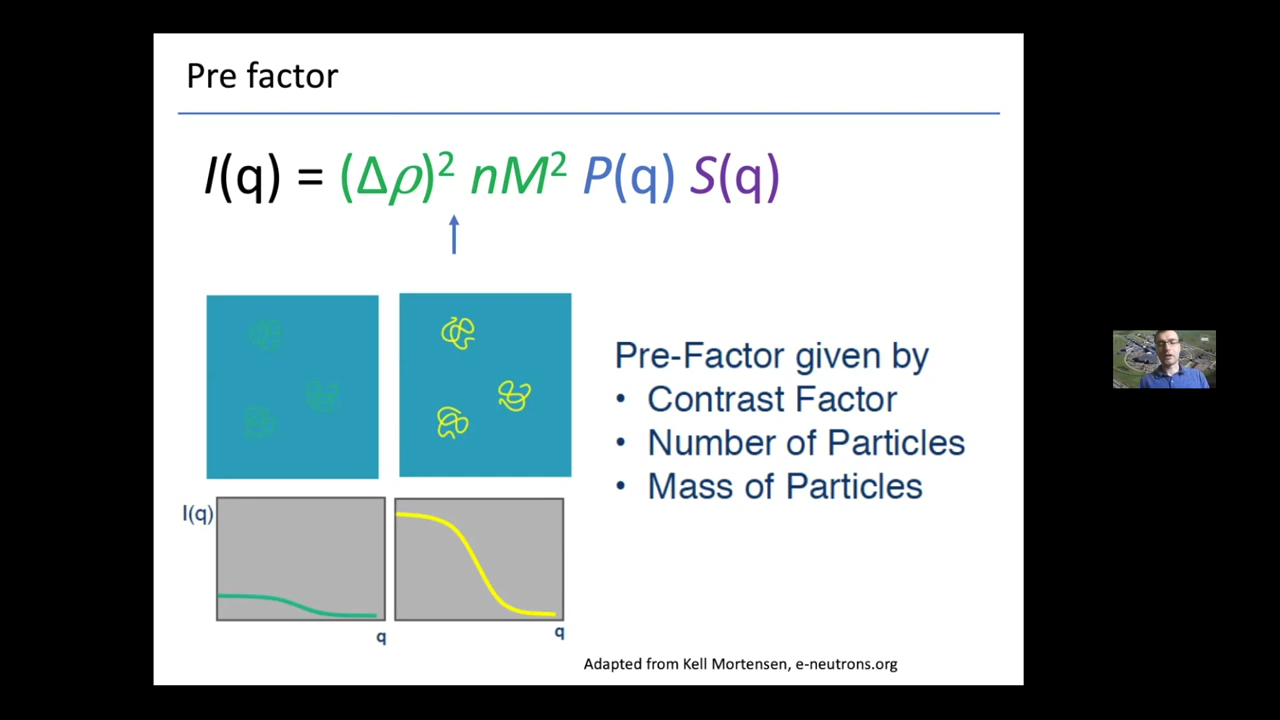 Pre factor
I(q) = (Δρ)² nM² P(q) S(q)
Pre-Factor given by
• Contrast Factor
• Number of Particles
• Mass of Particles
I(q)
q
q
Adapted from Kell Mortensen, e-neutrons.org